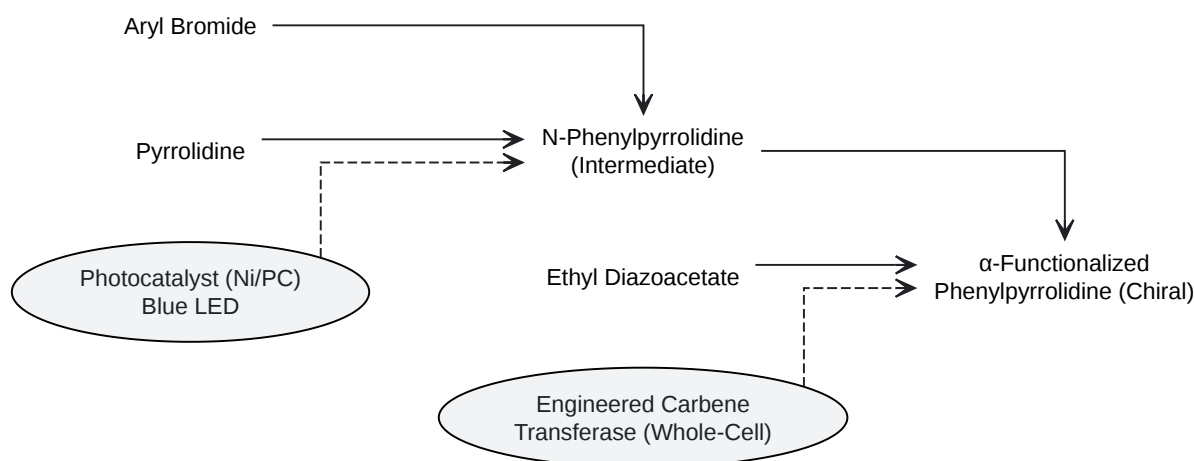 Aryl Bromide
Pyrrolidine
N-Phenylpyrrolidine
(Intermediate)
Photocatalyst (Ni/PC)
Blue LED
Ethyl Diazoacetate
α-Functionalized
Phenylpyrrolidine (Chiral)
Engineered Carbene
Transferase (Whole-Cell)